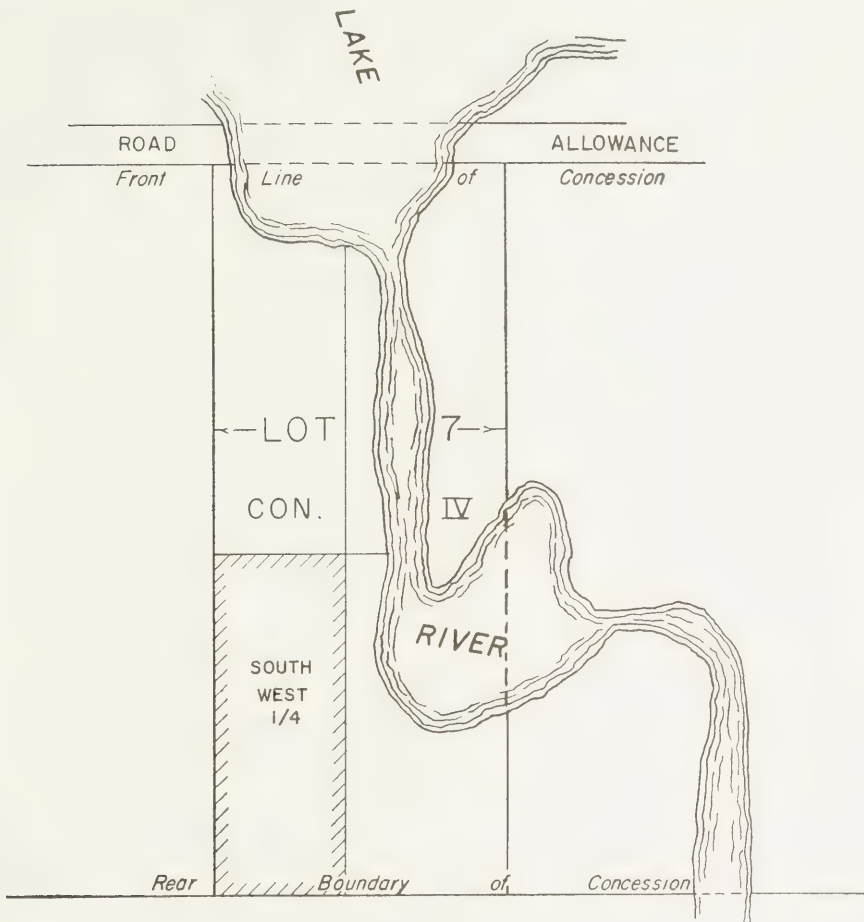 LAKE
ROAD ALLOWANCE
Front Line of Concession
LOT 7
CON. IV
RIVER
SOUTH
WEST
1/4
Rear Boundary of Concession